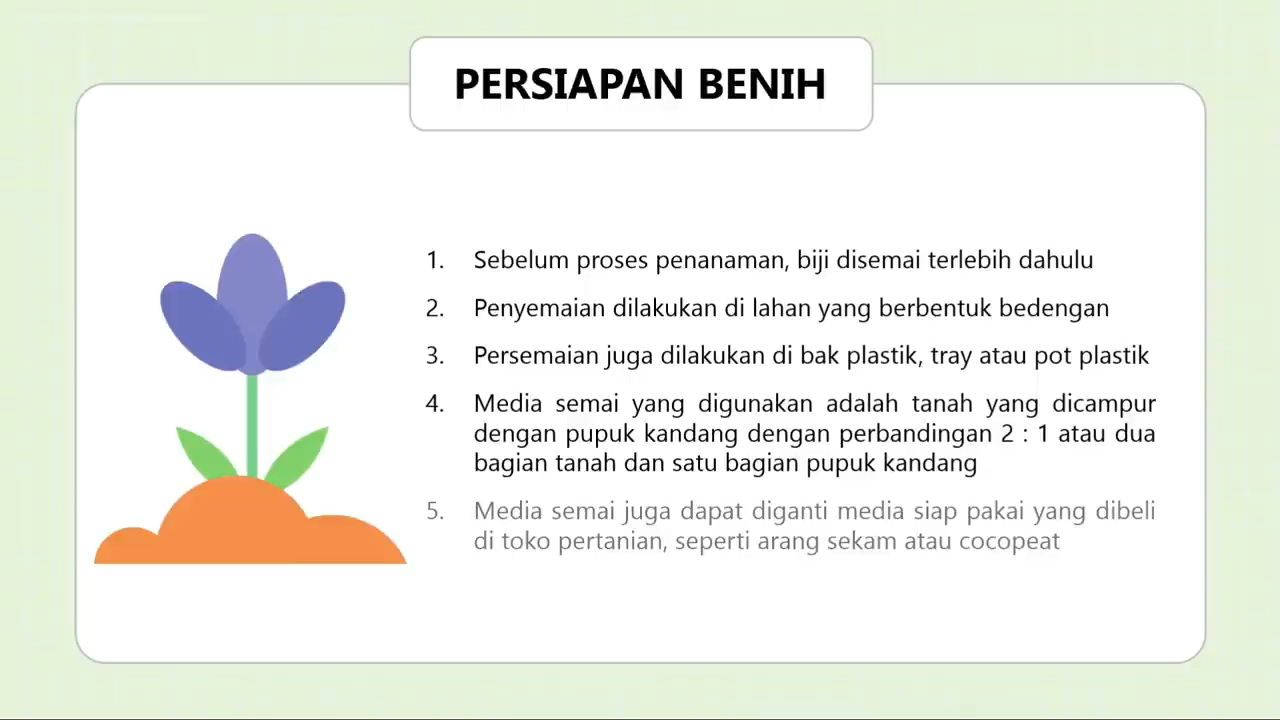 PERSIAPAN BENIH
1. Sebelum proses penanaman, biji disemai terlebih dahulu
2. Penyemaian dilakukan di lahan yang berbentuk bedengan
3. Persemaian juga dilakukan di bak plastik, tray atau pot plastik
4. Media semai yang digunakan adalah tanah yang dicampur
dengan pupuk kandang dengan perbandingan 2 : 1 atau dua
bagian tanah dan satu bagian pupuk kandang
5. Media semai juga dapat diganti media siap pakai yang dibeli
di toko pertanian, seperti arang sekam atau cocopeat